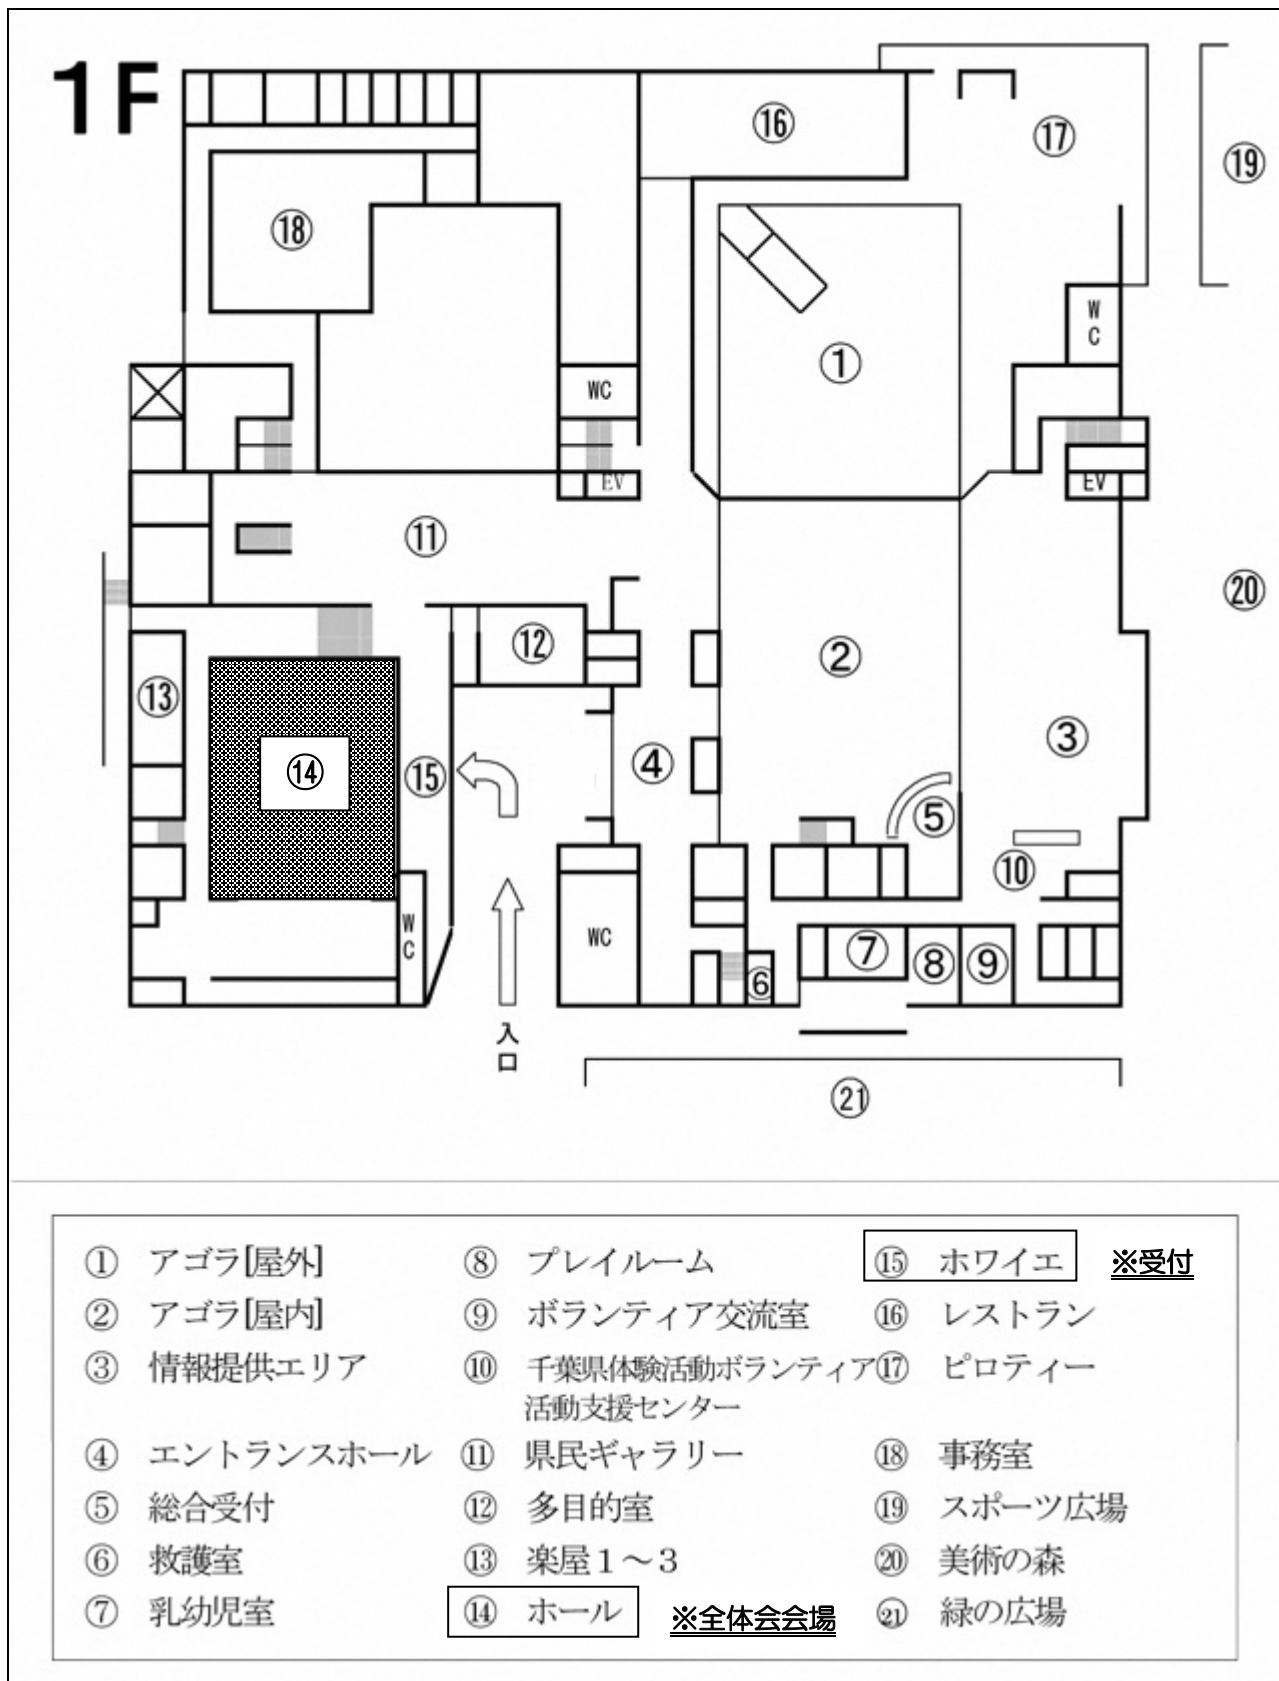 1F
⑯
⑰
⑲
⑱
WC
①
WC
EV
EV
⑪
⑳
⑫
②
⑬
③
④
⑭
⑮
⑤
⑩
WC
WC
⑦
⑧
⑨
⑥
入口
㉑
① アゴラ[屋外]
② アゴラ[屋内]
③ 情報提供エリア
④ エントランスホール
⑤ 総合受付
⑥ 救護室
⑦ 乳幼児室
⑧ プレイルーム
⑨ ボランティア交流室
⑩ 千葉県体験活動ボランティア
活動支援センター
⑪ 県民ギャラリー
⑫ 多目的室
⑬ 楽屋1～3
⑭ ホール ※全体会会場
⑮ ホワイエ ※受付
⑯ レストラン
⑰ ピロティー
⑱ 事務室
⑲ スポーツ広場
⑳ 美術の森
㉑ 緑の広場